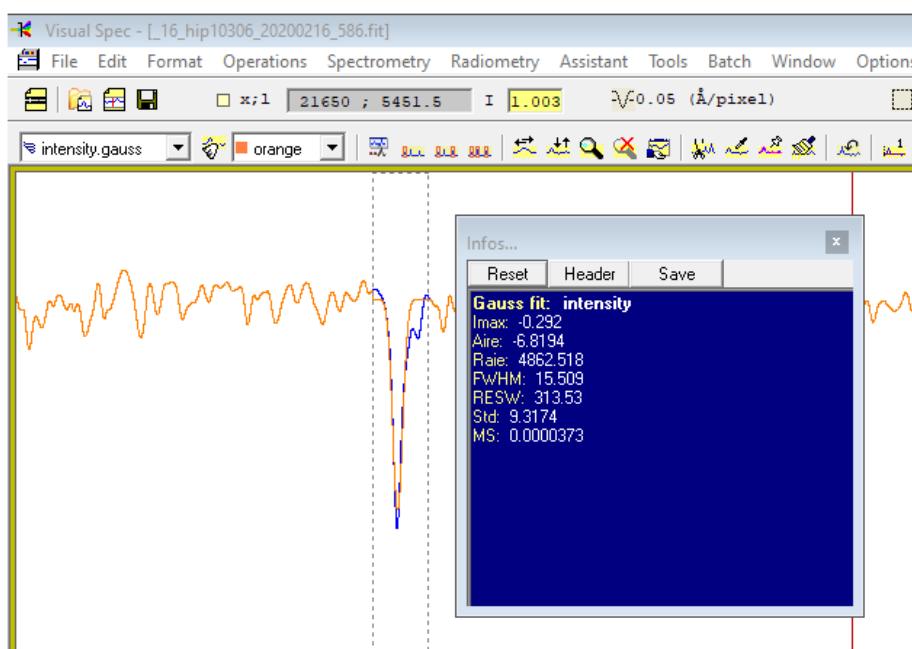 Visual Spec - [_16_hip10306_20200216_586.fit]
File Edit Format Operations Spectrometry Radiometry Assistant Tools Batch Window Options
x;l 21650 ; 5451.5 I 1.003 0.05 (Å/pixel)
intensity.gauss orange 1
Infos... x
Reset Header Save
Gauss fit: intensity
Imax: -0.292
Aire: -6.8194
Raie: 4862.518
FWHM: 15.509
RESW: 313.53
Std: 9.3174
MS: 0.0000373